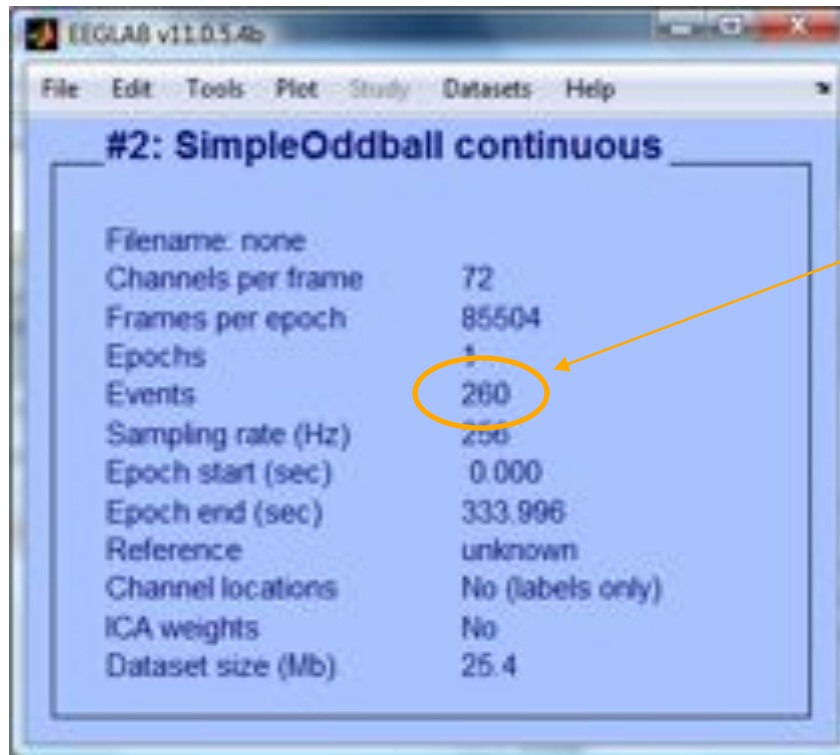 EEGLAB v11.0.5.4b
File Edit Tools Plot Study Datasets Help
#2: SimpleOddball continuous
Filename: none
Channels per frame 72
Frames per epoch 85504
Epochs 1
Events 260
Sampling rate (Hz) 256
Epoch start (sec) 0.000
Epoch end (sec) 333.996
Reference unknown
Channel locations No (labels only)
ICA weights No
Dataset size (Mb) 25.4